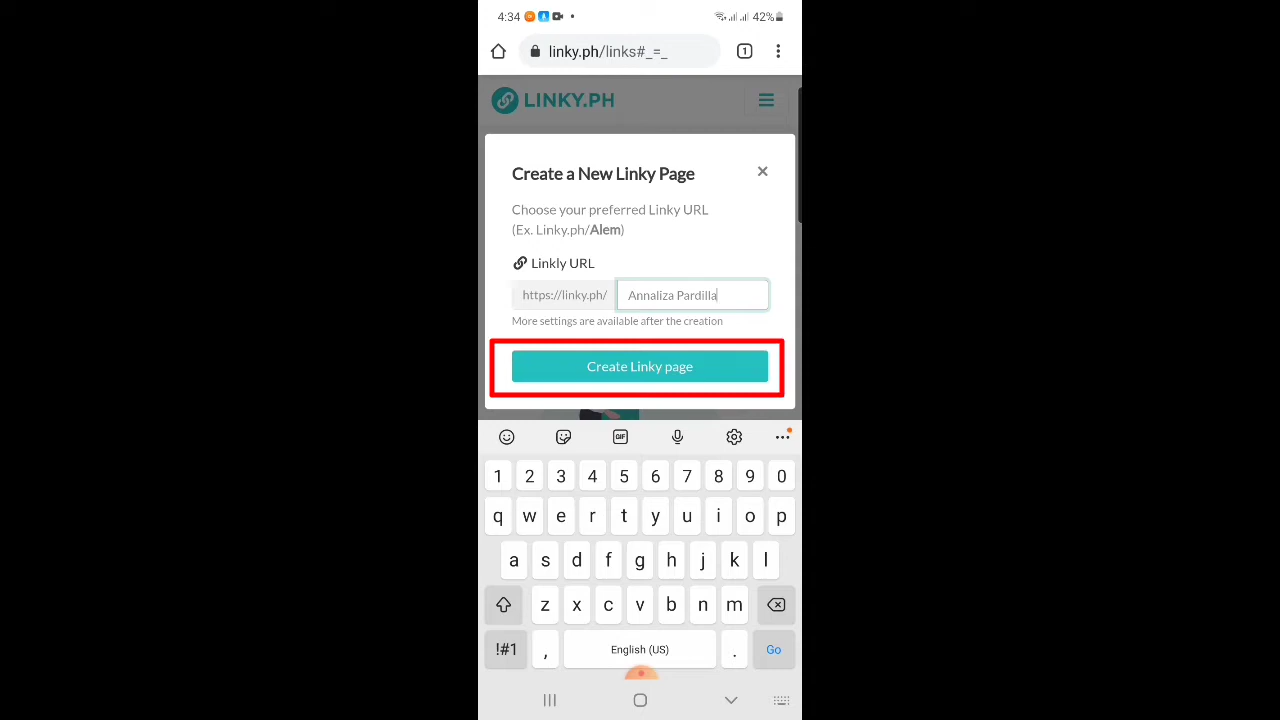 4:34 42%
linky.ph/links#_=_ 1
LINKY.PH
Create a New Linky Page
Choose your preferred Linky URL
(Ex. Linky.ph/Alem)
Linkly URL
https://linky.ph/ Annaliza Pardilla
More settings are available after the creation
Create Linky page
GIF
1 2 3 4 5 6 7 8 9 0
q w e r t y u i o p
a s d f g h j k l
z x c v b n m
!#1 , English (US) . Go